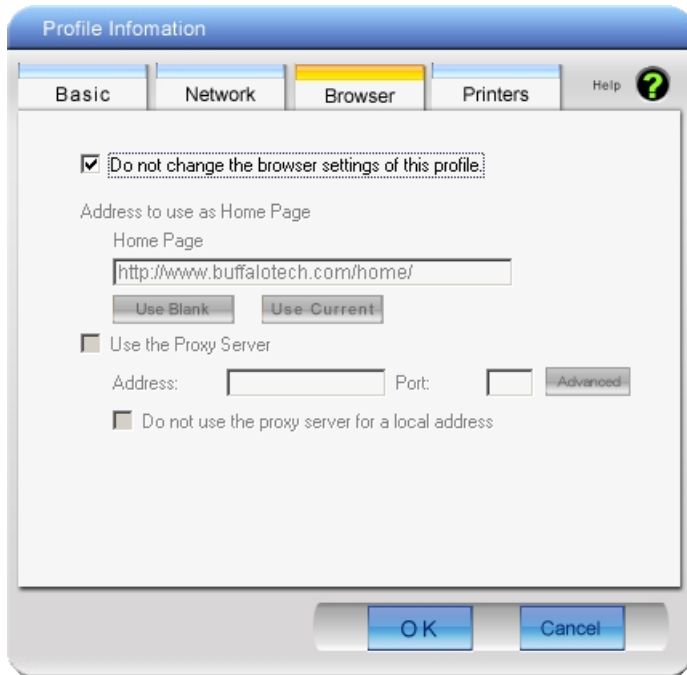 Profile Infomation
Basic Network Browser Printers Help ?
Do not change the browser settings of this profile.
Address to use as Home Page
Home Page
http://www.buffalotech.com/home/
Use Blank Use Current
Use the Proxy Server
Address: Port: Advanced
Do not use the proxy server for a local address
OK Cancel